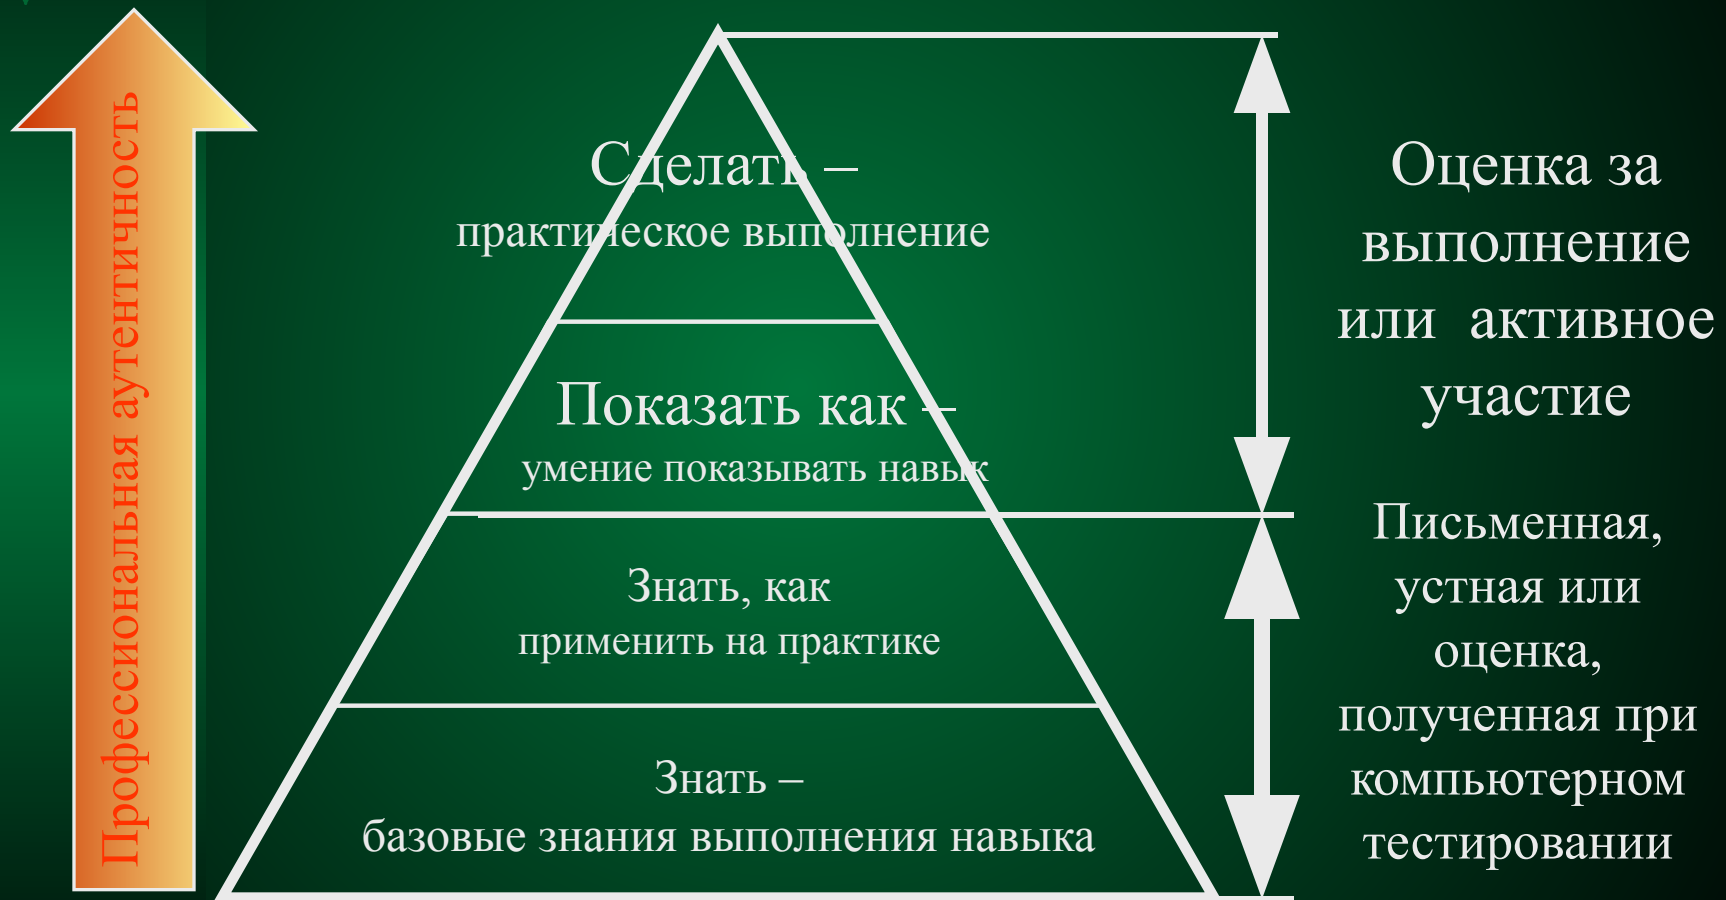 Профессиональная аутентичность
Сделать –
практическое выполнение
Показать как –
умение показывать навык
Знать, как
применить на практике
Знать –
базовые знания выполнения навыка
Оценка за
выполнение
или активное
участие
Письменная,
устная или
оценка,
полученная при
компьютерном
тестировании